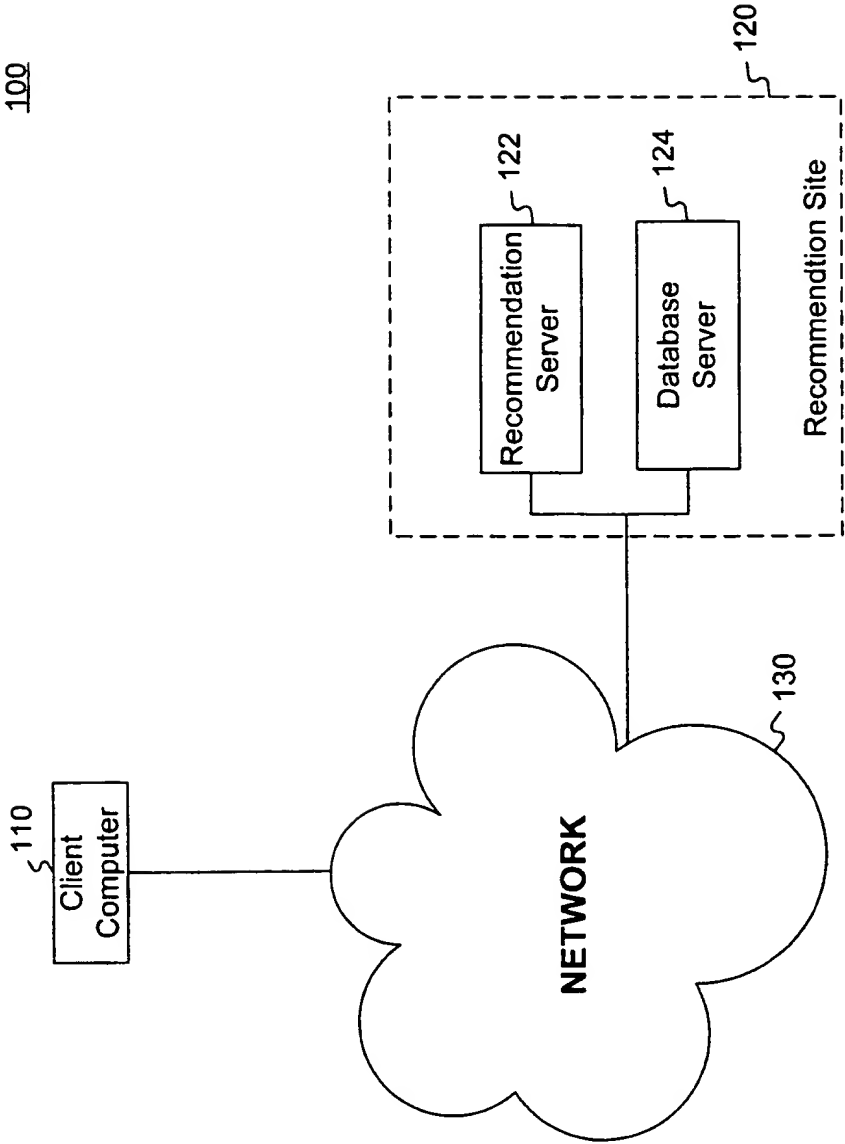 100
110
Client
Computer
NETWORK
130
Recommendation
Server
122
Database
Server
124
Recommendtion Site
120